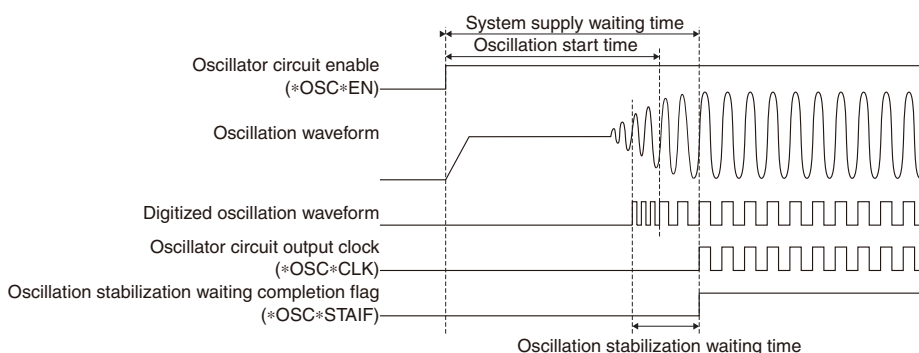 System supply waiting time
Oscillation start time
Oscillator circuit enable
(*OSC*EN)
Oscillation waveform
Digitized oscillation waveform
Oscillator circuit output clock
(*OSC*CLK)
Oscillation stabilization waiting completion flag
(*OSC*STAIF)
Oscillation stabilization waiting time